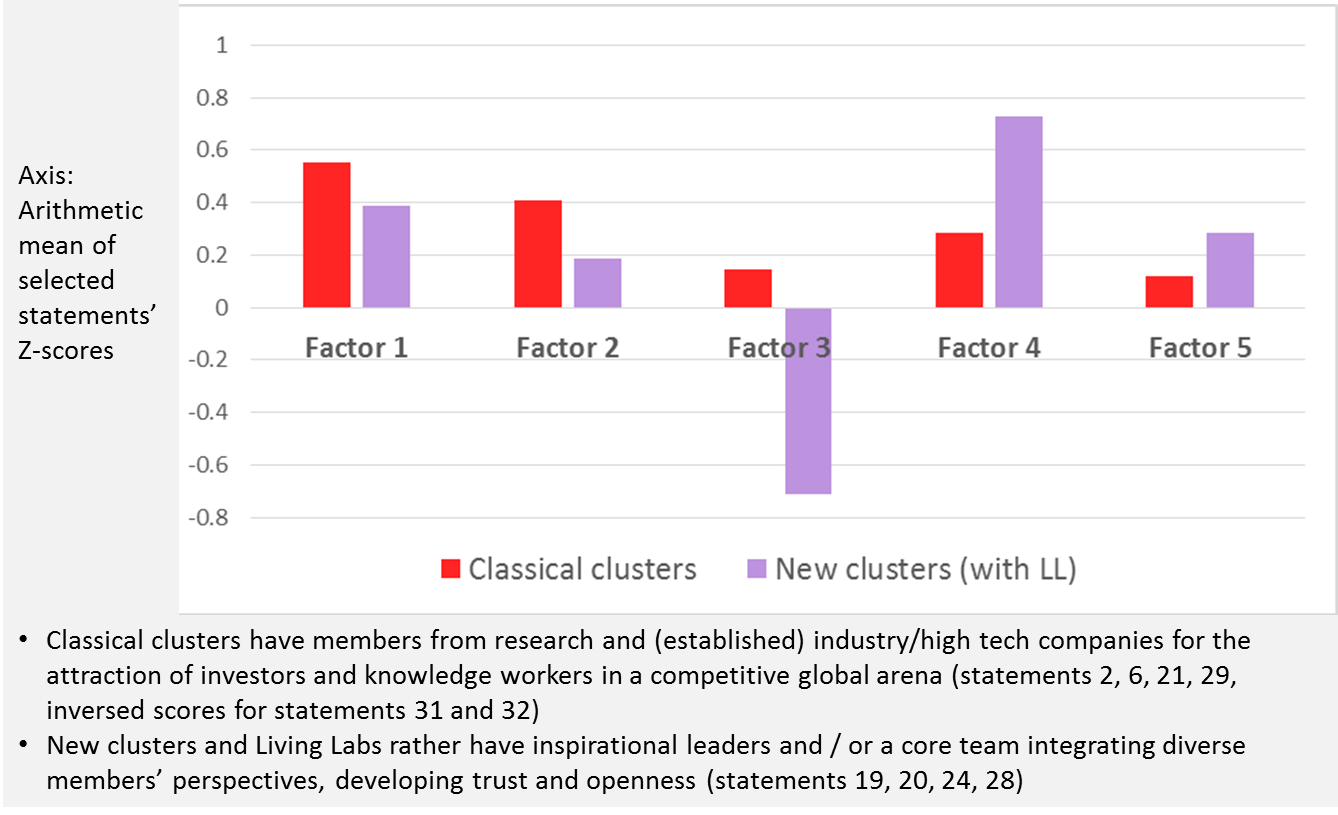 1
0.8
0.6
0.4
0.2
0
-0.2
-0.4
-0.6
-0.8
Axis:
Arithmetic
mean of
selected
statements’
Z-scores
Factor 1
Factor 2
Factor 3
Factor 4
Factor 5
Classical clusters
New clusters (with LL)
• Classical clusters have members from research and (established) industry/high tech companies for the
attraction of investors and knowledge workers in a competitive global arena (statements 2, 6, 21, 29,
inversed scores for statements 31 and 32)
• New clusters and Living Labs rather have inspirational leaders and / or a core team integrating diverse
members’ perspectives, developing trust and openness (statements 19, 20, 24, 28)